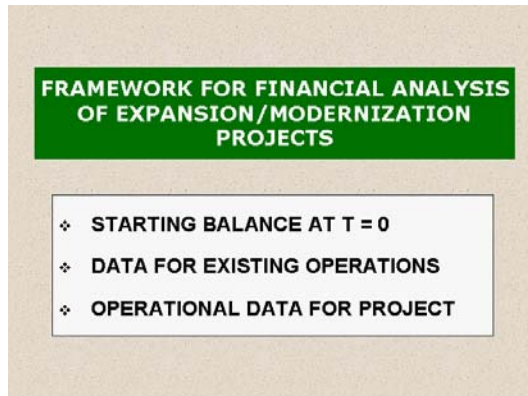 FRAMEWORK FOR FINANCIAL ANALYSIS
OF EXPANSION/MODERNIZATION
PROJECTS
❖ STARTING BALANCE AT T = 0
❖ DATA FOR EXISTING OPERATIONS
❖ OPERATIONAL DATA FOR PROJECT